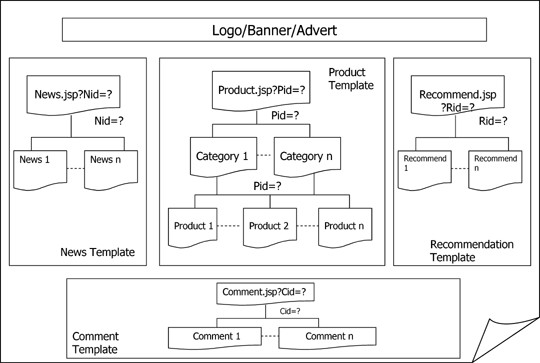 Logo/Banner/Advert
News.jsp?Nid=?
Nid=?
News 1
News n
News Template
Product
Template
Product.jsp?Pid=?
Pid=?
Category 1
Category n
Pid=?
Product 1
Product 2
Product n
Recommend.jsp
?Rid=?
Rid=?
Recommend
1
Recommend
n
Recommendation
Template
Comment.jsp?Cid=?
Cid=?
Comment 1
Comment n
Comment
Template